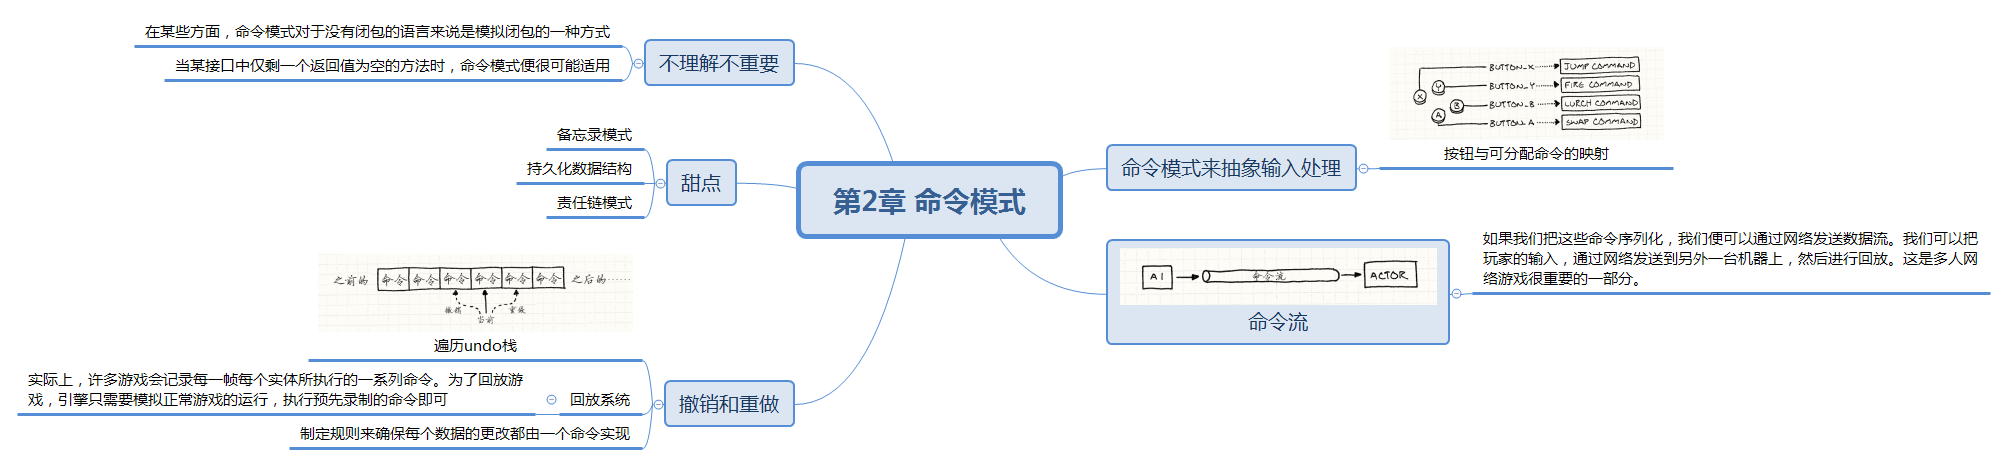 第2章 命令模式
命令模式来抽象输入处理
X
Y
B
A
BUTTON_X
JUMP COMMAND
BUTTON_Y
FIRE COMMAND
BUTTON_B
LURCH COMMAND
BUTTON_A
SWAP COMMAND
按钮与可分配命令的映射
AI
命令流
ACTOR
命令流
如果我们把这些命令序列化，我们便可以通过网络发送数据流。我们可以把
玩家的输入，通过网络发送到另外一台机器上，然后进行回放。这是多人网
络游戏很重要的一部分。
不理解不重要
在某些方面，命令模式对于没有闭包的语言来说是模拟闭包的一种方式
当某接口中仅剩一个返回值为空的方法时，命令模式便很可能适用
甜点
备忘录模式
持久化数据结构
责任链模式
撤销和重做
之前的 命令 命令 命令 命令 命令 命令 之后的……
撤销 当前 重做
遍历undo栈
回放系统
实际上，许多游戏会记录每一帧每个实体所执行的一系列命令。为了回放游
戏，引擎只需要模拟正常游戏的运行，执行预先录制的命令即可
制定规则来确保每个数据的更改都由一个命令实现